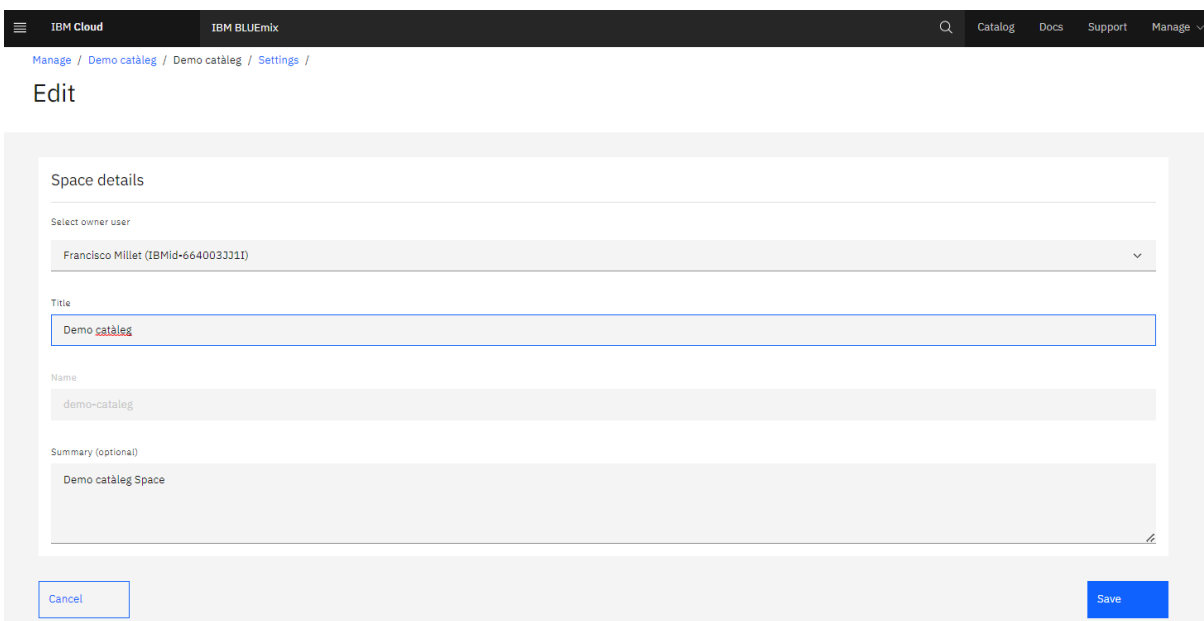 IBM Cloud IBM BLUEmix Catalog Docs Support Manage
Manage / Demo catàleg / Demo catàleg / Settings /
Edit
Space details
Select owner user
Francisco Millet (IBMid-664003JJ1I)
Title
Demo catàleg
Name
demo-cataleg
Summary (optional)
Demo catàleg Space
Cancel Save